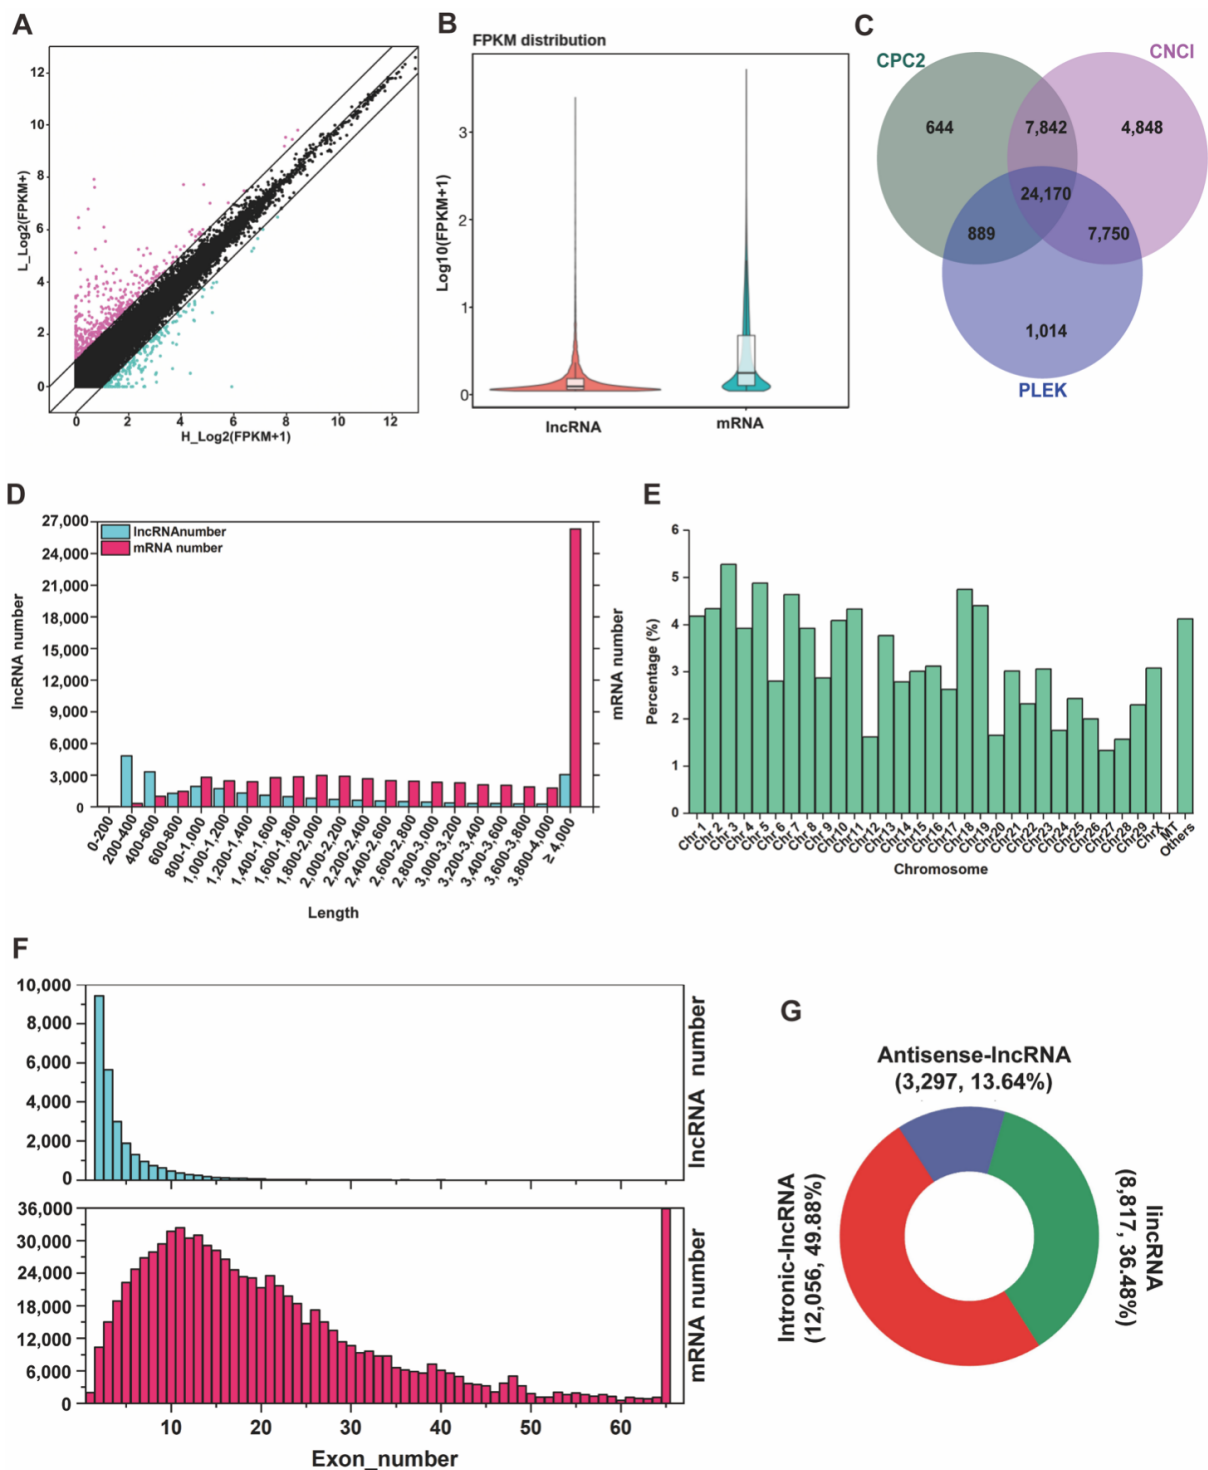 A
12
10
8
6
4
2
0
L_Log2(FPKM+)
0 2 4 6 8 10 12
H_Log2(FPKM+1)
B
FPKM distribution
3
2
1
0
Log10(FPKM+1)
lncRNA mRNA
C
CPC2
CNCI
644
7,842
4,848
24,170
889
7,750
1,014
PLEK
D
27,000
24,000
21,000
18,000
15,000
12,000
9,000
6,000
3,000
0
lncRNA number
lncRNAnumber
mRNA number
mRNA number
0-200
200-400
400-600
600-800
800-1,000
1,000-1,200
1,200-1,400
1,400-1,600
1,600-1,800
1,800-2,000
2,000-2,200
2,200-2,400
2,400-2,600
2,600-2,800
2,800-3,000
3,000-3,200
3,200-3,400
3,400-3,600
3,600-3,800
3,800-4,000
≥ 4,000
Length
E
6
5
4
3
2
1
0
Percentage (%)
Chr 1
Chr 2
Chr 3
Chr 4
Chr 5
Chr 6
Chr 7
Chr 8
Chr 9
Chr10
Chr11
Chr12
Chr13
Chr14
Chr15
Chr16
Chr17
Chr18
Chr19
Chr20
Chr21
Chr22
Chr23
Chr24
Chr25
Chr26
Chr27
Chr28
Chr29
ChrX
MT
Others
Chromosome
F
10,000
8,000
6,000
4,000
2,000
0
lncRNA number
36,000
30,000
24,000
18,000
12,000
6,000
0
mRNA number
10 20 30 40 50 60
Exon_number
G
Antisense-lncRNA
(3,297, 13.64%)
Intronic-lncRNA
(12,056, 49.88%)
lincRNA
(8,817, 36.48%)